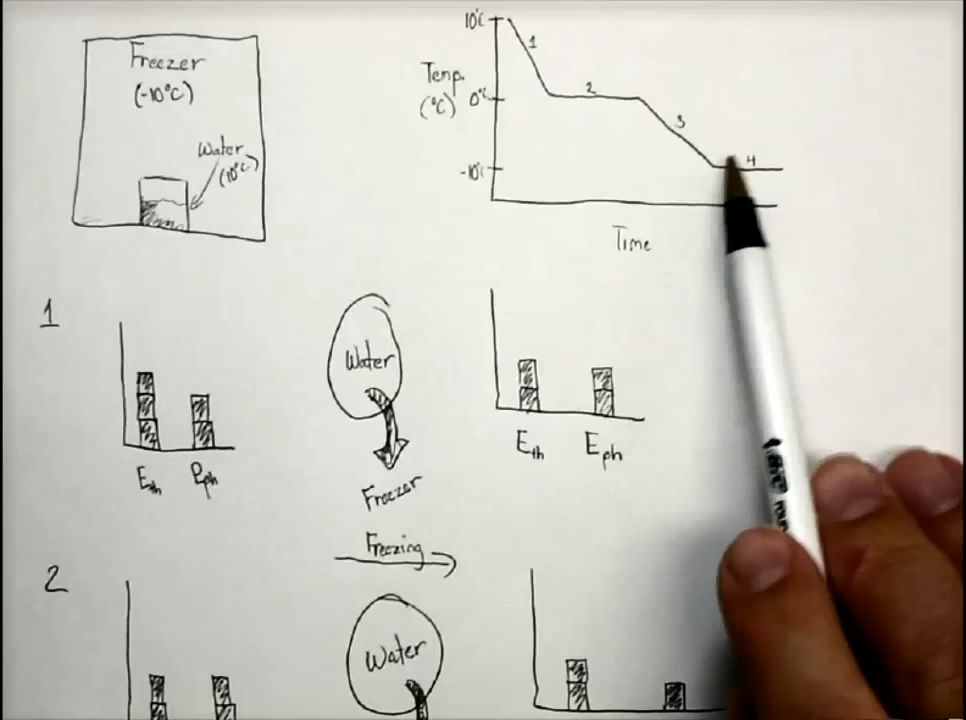 Freezer
(-10°C)
Water
(10°C)
10°C
Temp.
(°C)
0°C
-10°C
1
2
3
4
Time
1
Eth
Eph
Water
Freezer
Eth
Eph
2
Freezing
Water
BIC